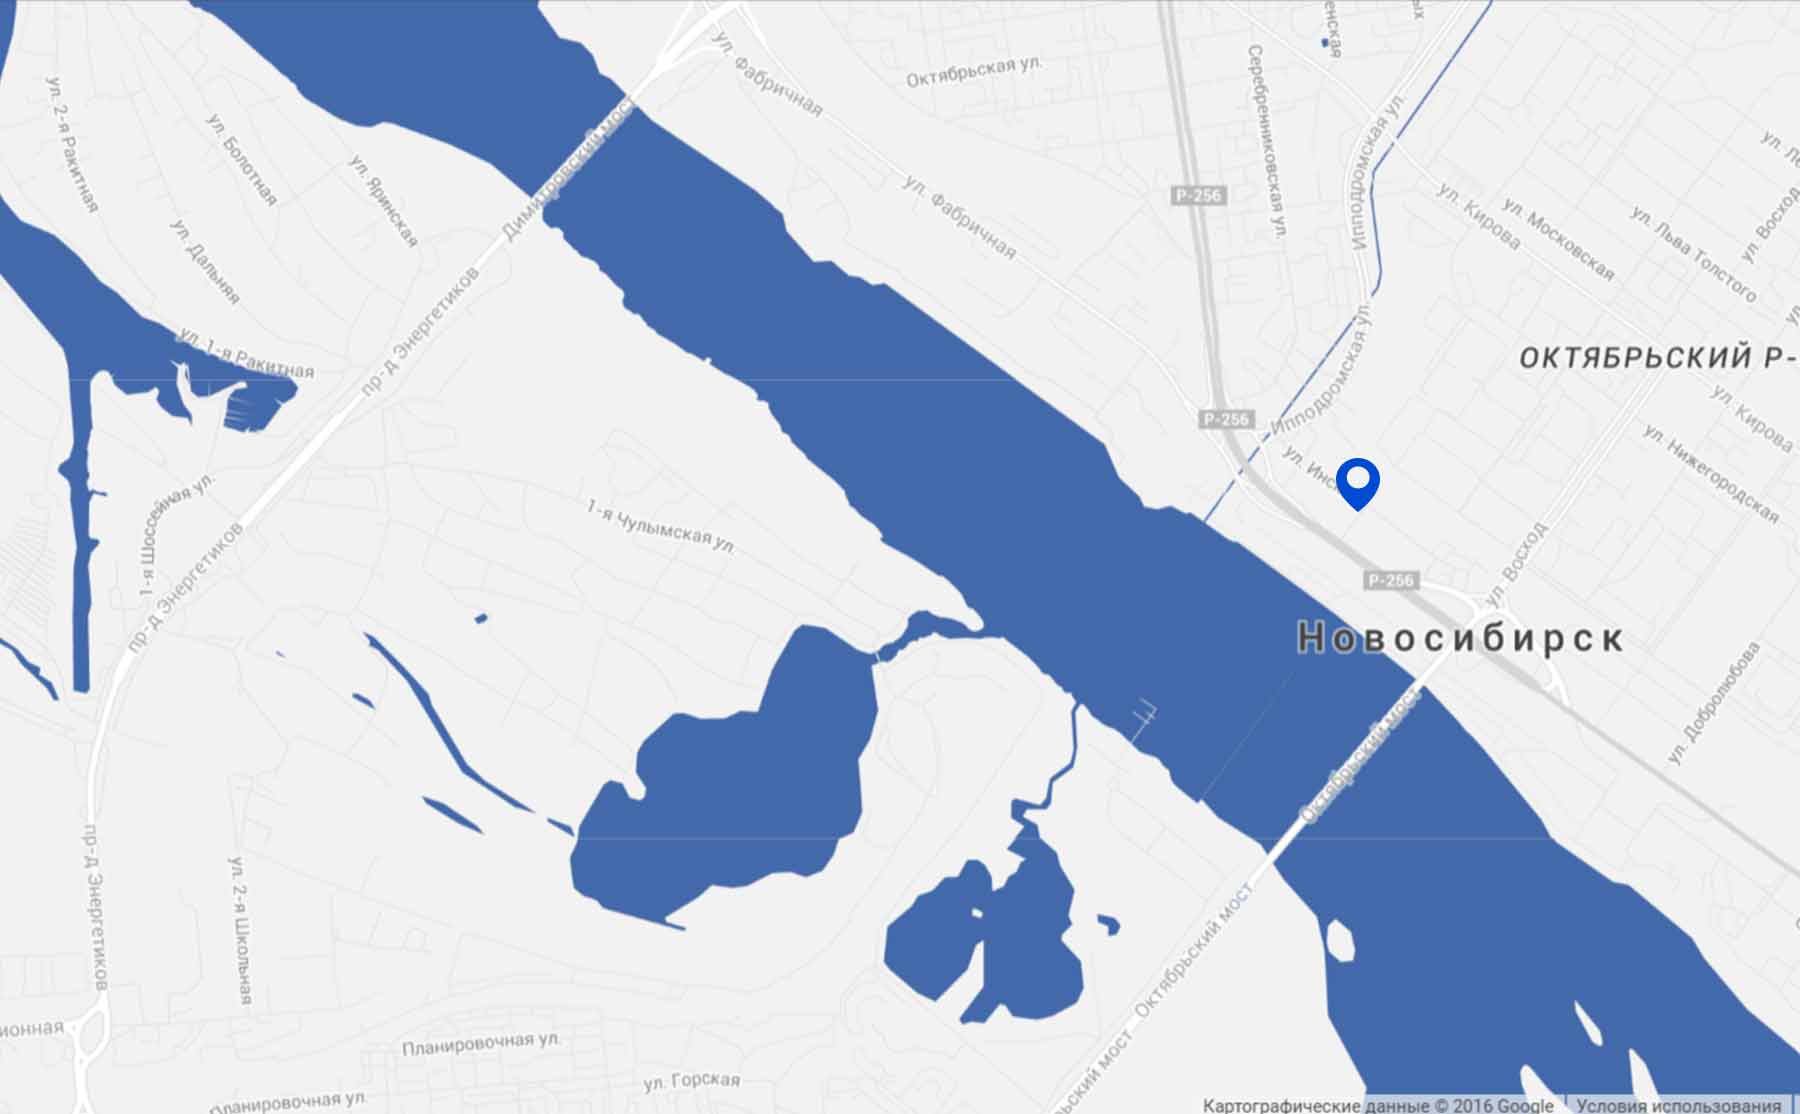 ул. Фабричная
Октябрьская ул.
Серебренниковская ул.
енская
ых
ул. 2-я Ракитная
ул. Болотная
ул. Яринская
Димитровский мост
Ипподромская ул.
ул. Фабричная
Р-256
ул. Кирова
ул. Московская
ул. Льва Толстого
ул. Восход
ул. Дальняя
пр-д Энергетиков
ул. 1-я Ракитная
ОКТЯБРЬСКИЙ Р-
Ипподромская ул.
Р-256
ул. Кирова
ул. Нижегородская
ул. Инс
1-я Шоссейная ул.
1-я Чулымская ул.
пр-д Энергетиков
Р-256
ул. Восход
Новосибирск
ул. Добролюбова
Октябрьский мост
пр-д Энергетиков
ул. 2-я Школьная
Октябрьский мост
ионная
Планировочная ул.
ьский мост
ул. Горская
Планировочная ул.
Картографические данные © 2016 Google
Условия использования